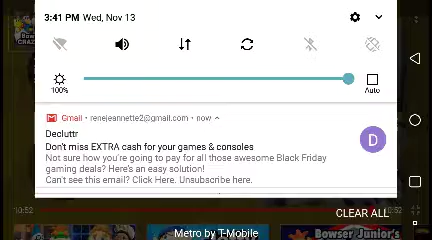 3:41 PM Wed, Nov 13
100%
Auto
Gmail • renejeannette2@gmail.com • now
Decluttr
D
Don't miss EXTRA cash for your games & consoles
Not sure how you're going to pay for all those awesome Black Friday
gaming deals? Here's an easy solution!
Can't see this email? Click Here. Unsubscribe here.
CLEAR ALL
Metro by T-Mobile
Bowser Junior's